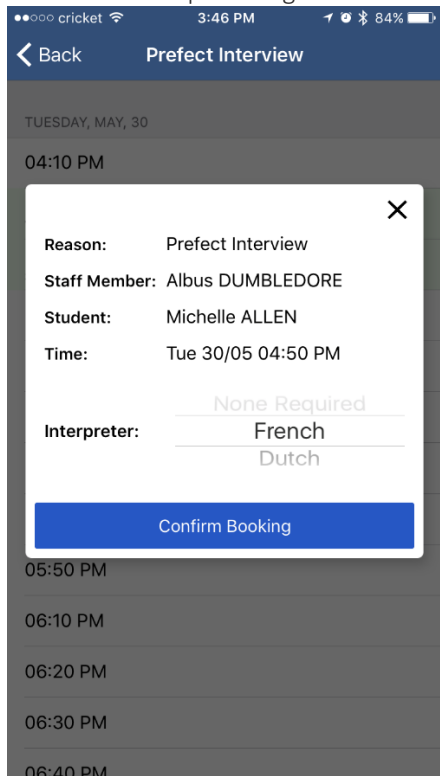 cricket 3:46 PM 84%
Back Prefect Interview
TUESDAY, MAY, 30
04:10 PM
Reason: Prefect Interview
Staff Member: Albus DUMBLEDORE
Student: Michelle ALLEN
Time: Tue 30/05 04:50 PM
None Required
Interpreter: French
Dutch
Confirm Booking
05:50 PM
06:10 PM
06:20 PM
06:30 PM
06:40 PM